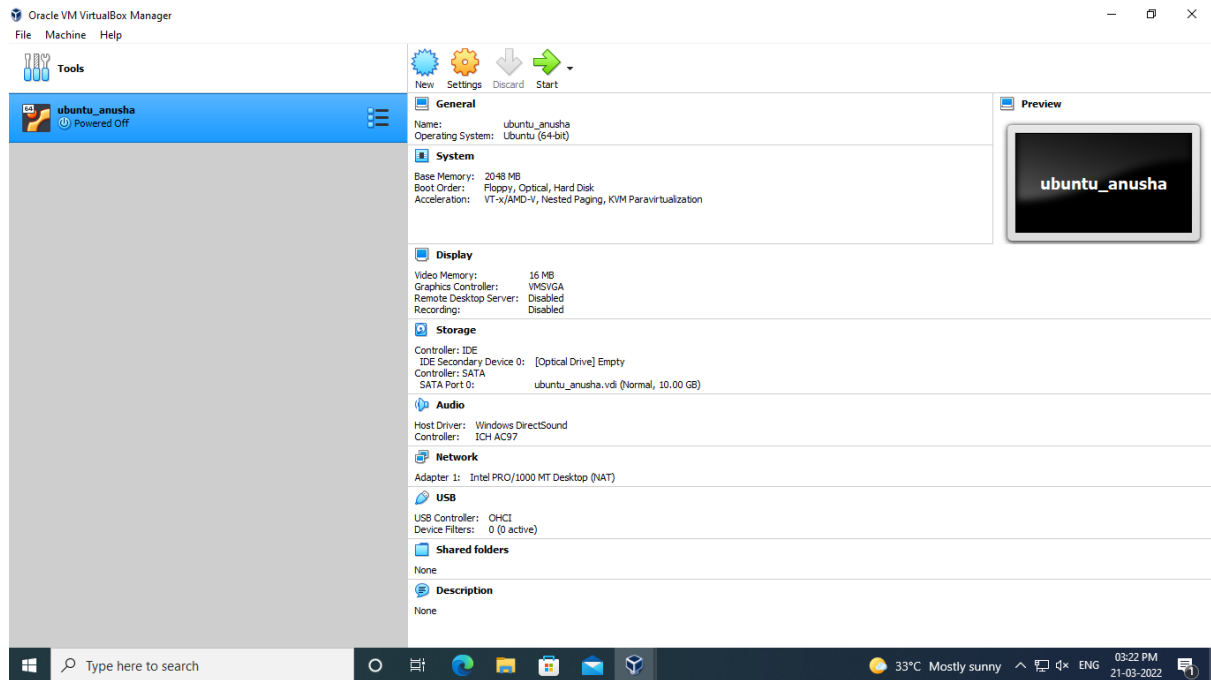 Oracle VM VirtualBox Manager
File Machine Help
Tools
New Settings Discard Start
64
ubuntu_anusha
Powered Off
General
Name: ubuntu_anusha
Operating System: Ubuntu (64-bit)
System
Base Memory: 2048 MB
Boot Order: Floppy, Optical, Hard Disk
Acceleration: VT-x/AMD-V, Nested Paging, KVM Paravirtualization
Preview
ubuntu_anusha
Display
Video Memory: 16 MB
Graphics Controller: VMSVGA
Remote Desktop Server: Disabled
Recording: Disabled
Storage
Controller: IDE
IDE Secondary Device 0: [Optical Drive] Empty
Controller: SATA
SATA Port 0: ubuntu_anusha.vdi (Normal, 10.00 GB)
Audio
Host Driver: Windows DirectSound
Controller: ICH AC97
Network
Adapter 1: Intel PRO/1000 MT Desktop (NAT)
USB
USB Controller: OHCI
Device Filters: 0 (0 active)
Shared folders
None
Description
None
Type here to search
33°C Mostly sunny
ENG
03:22 PM
21-03-2022
1